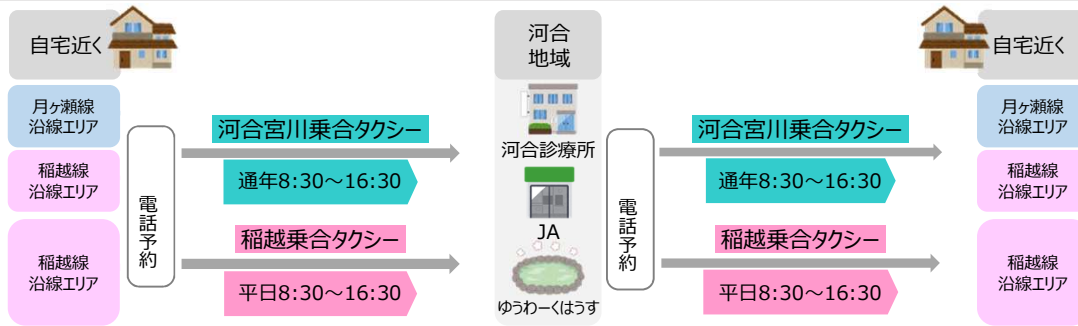 自宅近く
月ヶ瀬線
沿線エリア
稲越線
沿線エリア
稲越線
沿線エリア
電話予約
河合宮川乗合タクシー
通年8:30～16:30
稲越乗合タクシー
平日8:30～16:30
河合
地域
河合診療所
JA
ゆうわーくはうす
電話予約
河合宮川乗合タクシー
通年8:30～16:30
稲越乗合タクシー
平日8:30～16:30
自宅近く
月ヶ瀬線
沿線エリア
稲越線
沿線エリア
稲越線
沿線エリア